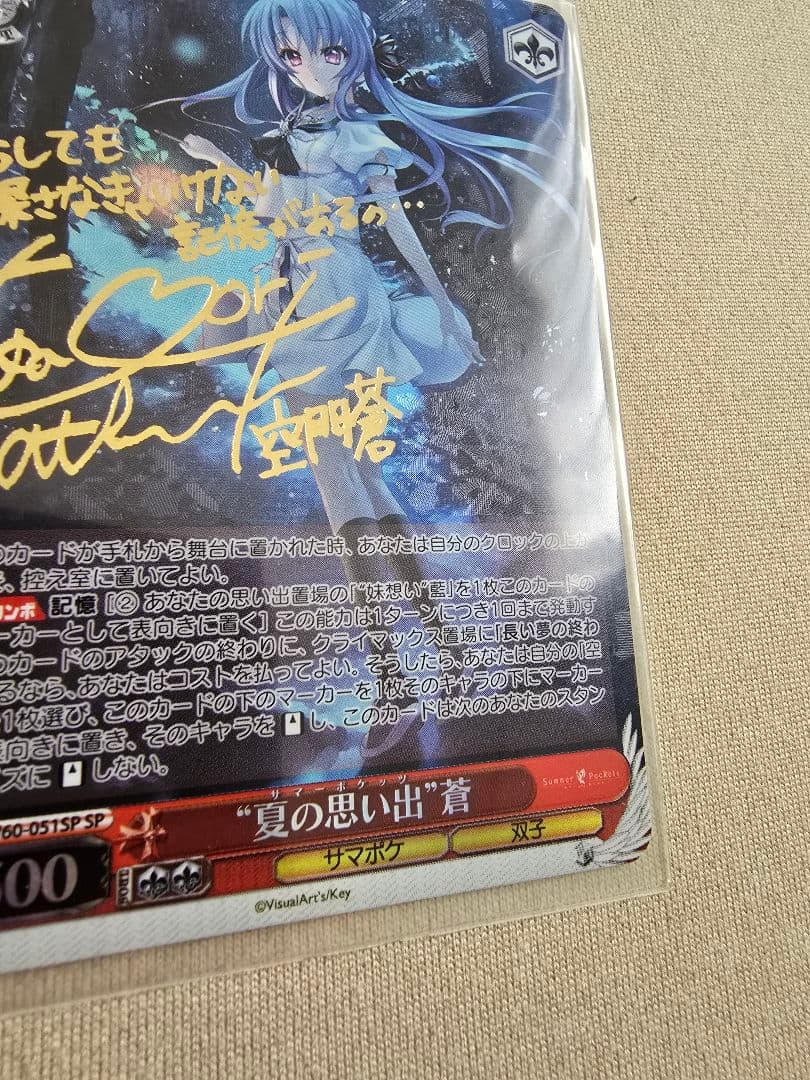 らしても
探さなきゃいけない
記憶があるの…
空門蒼
のカードが手札から舞台に置かれた時、あなたは自分のクロックの上か
、控え室に置いてよい。
記憶 [② あなたの思い出置場の「“妹想い”藍」を1枚このカードの
ーカーとして表向きに置く] この能力は1ターンにつき1回まで発動す
のカードのアタックの終わりに、クライマックス置場に「長い夢の終わ
るなら、あなたはコストを払ってよい。そうしたら、あなたは自分の「空
1枚選び、このカードの下のマーカーを1枚そのキャラの下にマーカー
表向きに置き、そのキャラを し、このカードは次のあなたのスタン
ズに しない。
サマーポケッツ
“夏の思い出”蒼
Summer Pockets
60-051SP SP
サマポケ
双子
500
SOUL
©VisualArt's/Key